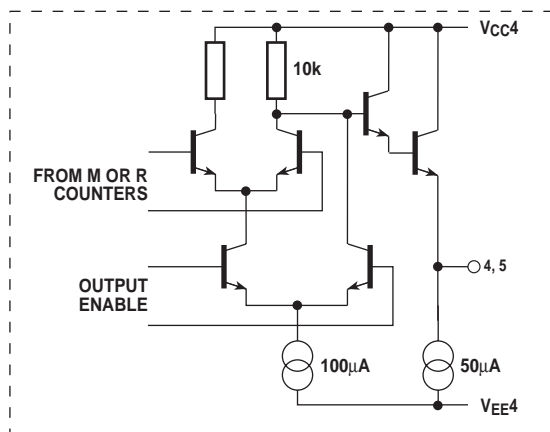 VCC4
10k
FROM M OR R
COUNTERS
4, 5
OUTPUT
ENABLE
100µA
50µA
VEE4